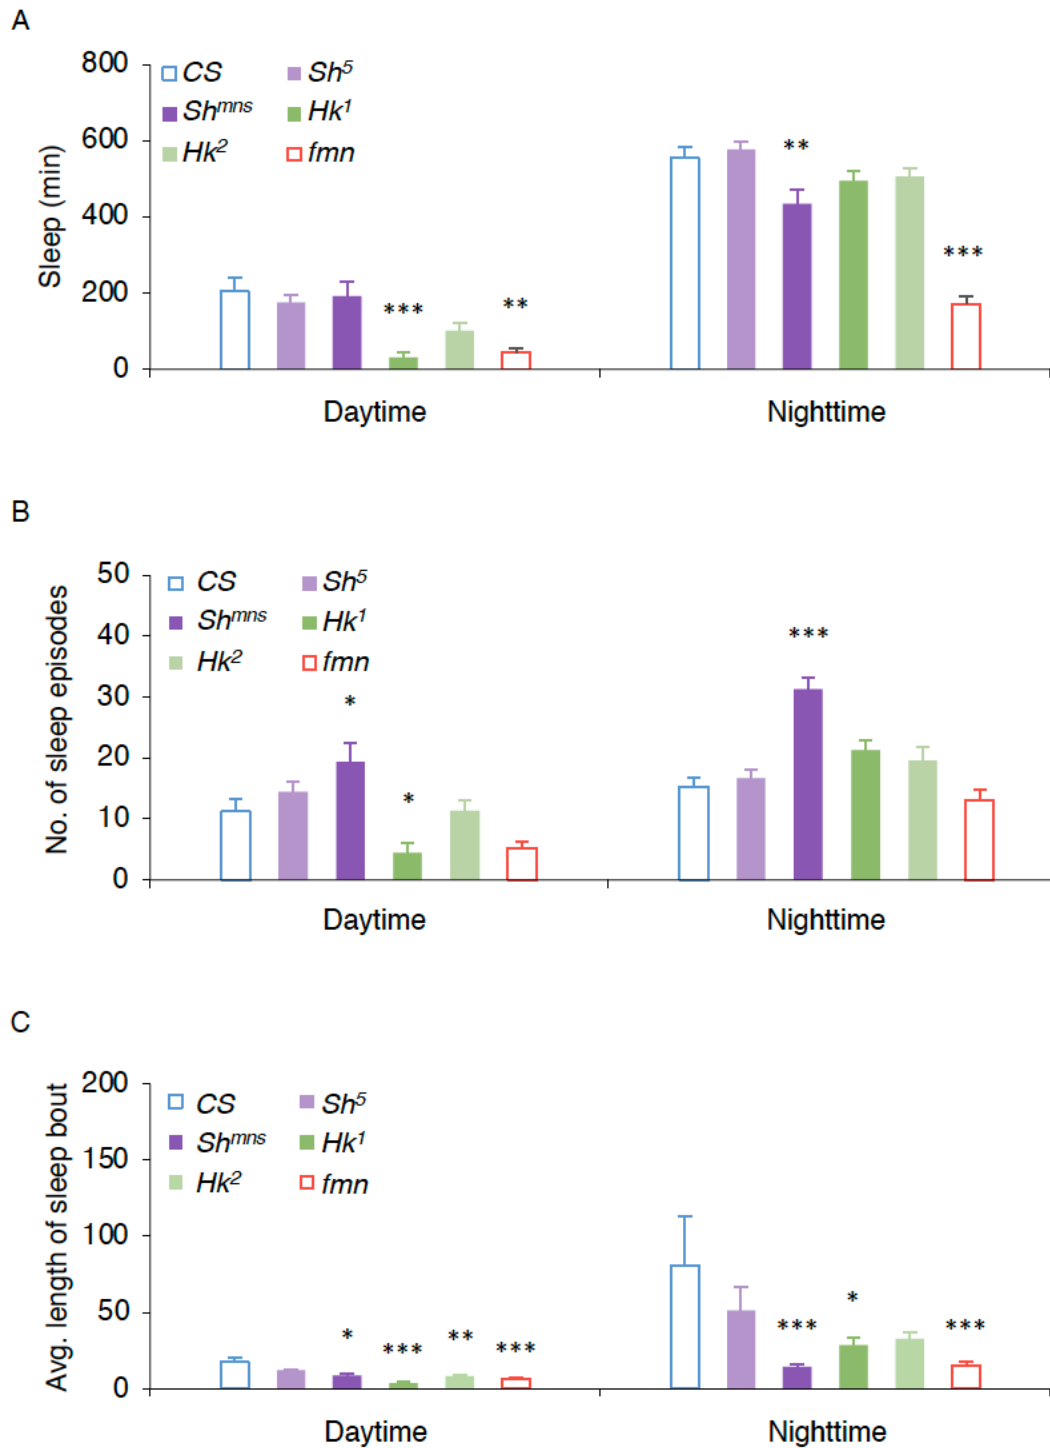 A
800
600
400
200
0
Sleep (min)
CS Sh⁵
Shᵐⁿˢ Hk¹
Hk² fmn
**
***
***
**
Daytime Nighttime
B
50
40
30
20
10
0
No. of sleep episodes
CS Sh⁵
Shᵐⁿˢ Hk¹
Hk² fmn
***
*
*
Daytime Nighttime
C
200
150
100
50
0
Avg. length of sleep bout
CS Sh⁵
Shᵐⁿˢ Hk¹
Hk² fmn
*
* *** ** ***
*** ***
Daytime Nighttime